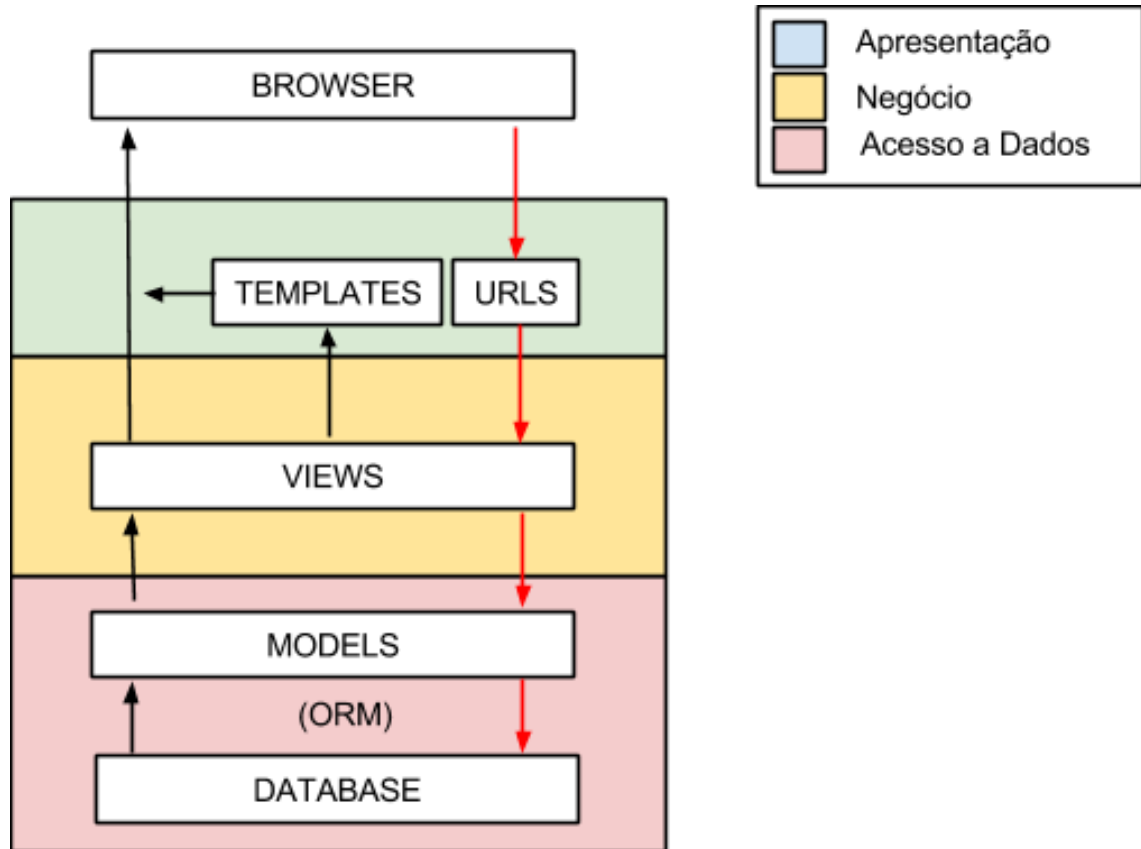 BROWSER
TEMPLATES
URLS
VIEWS
MODELS
(ORM)
DATABASE
Apresentação
Negócio
Acesso a Dados